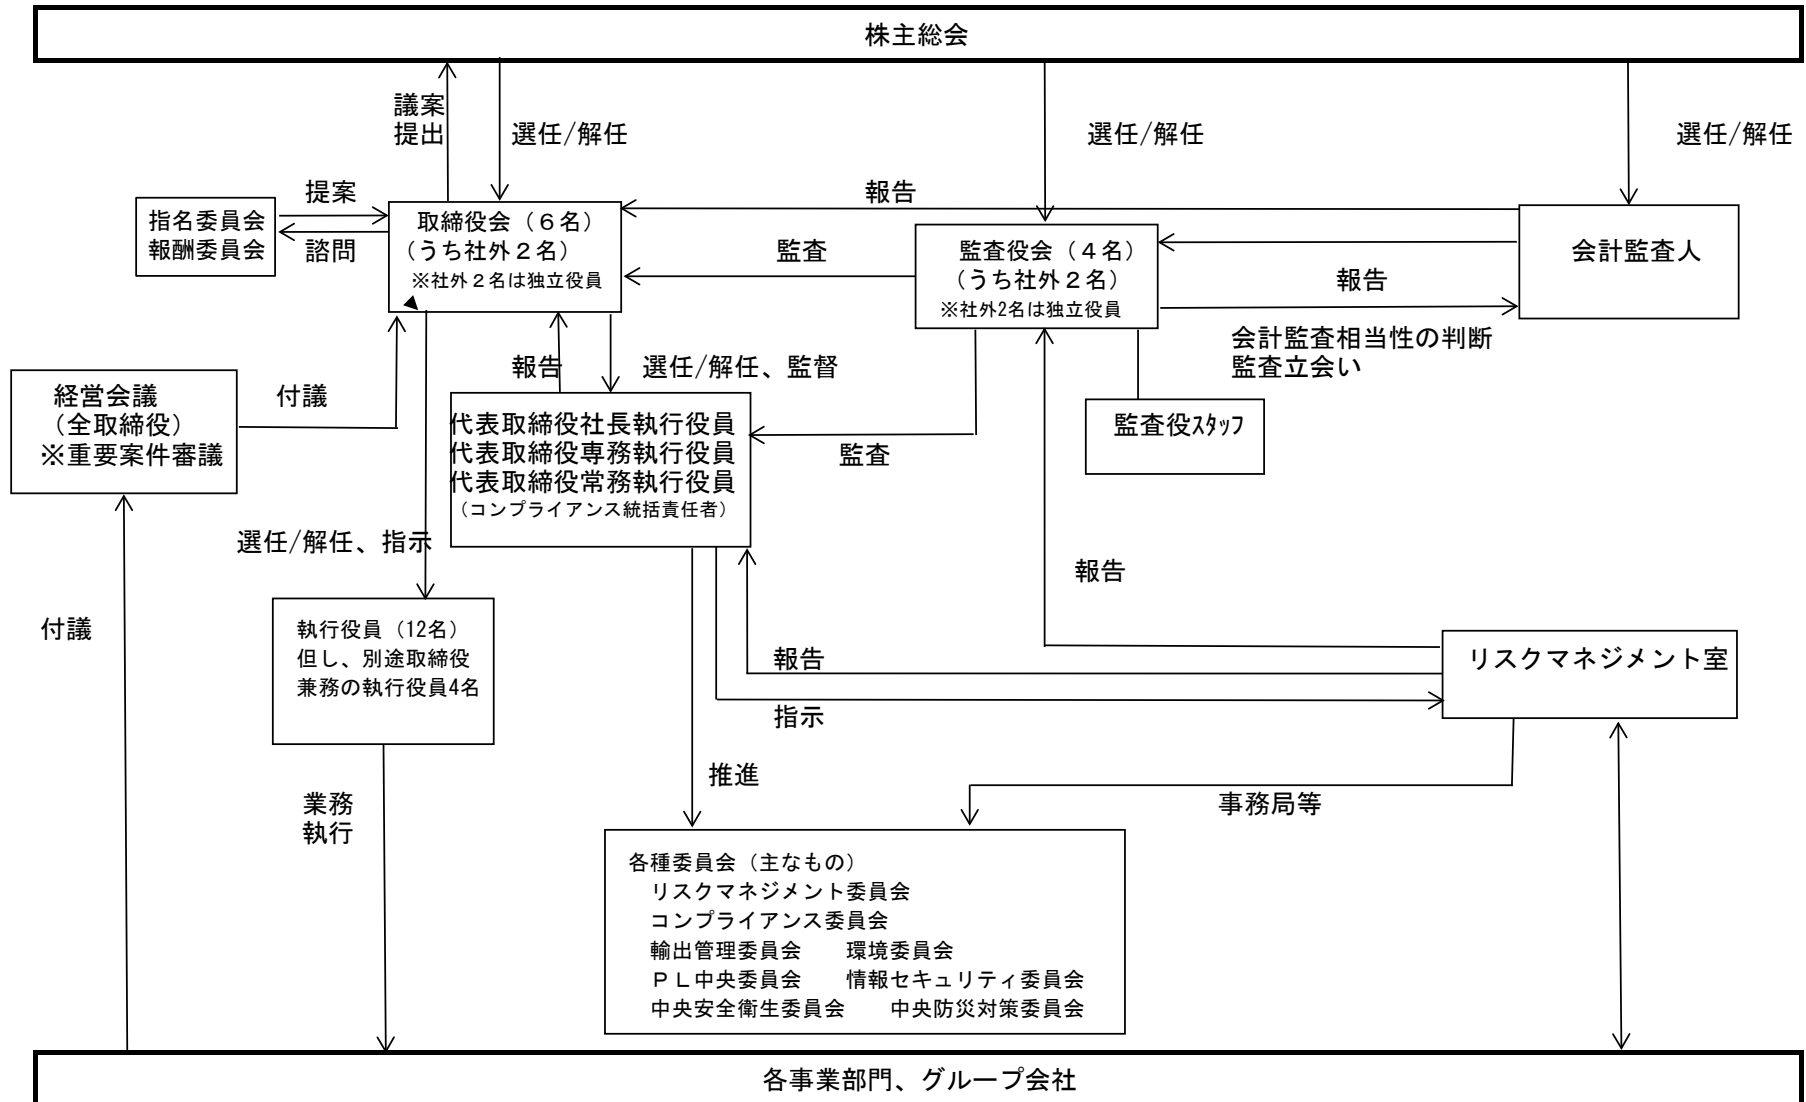 株主総会
議案
提出
選任/解任
選任/解任
選任/解任
提案
報告
指名委員会
報酬委員会
諮問
取締役会（６名）
（うち社外２名）
※社外２名は独立役員
監査
監査役会（４名）
（うち社外２名）
※社外2名は独立役員
会計監査人
報告
会計監査相当性の判断
監査立会い
報告
選任/解任、監督
経営会議
（全取締役）
※重要案件審議
付議
代表取締役社長執行役員
代表取締役専務執行役員
代表取締役常務執行役員
（コンプライアンス統括責任者）
監査
監査役ｽﾀｯﾌ
選任/解任、指示
報告
付議
執行役員（12名）
但し、別途取締役
兼務の執行役員4名
報告
リスクマネジメント室
指示
推進
業務
執行
事務局等
各種委員会（主なもの）
リスクマネジメント委員会
コンプライアンス委員会
輸出管理委員会　　環境委員会
ＰＬ中央委員会　　情報セキュリティ委員会
中央安全衛生委員会　　中央防災対策委員会
各事業部門、グループ会社